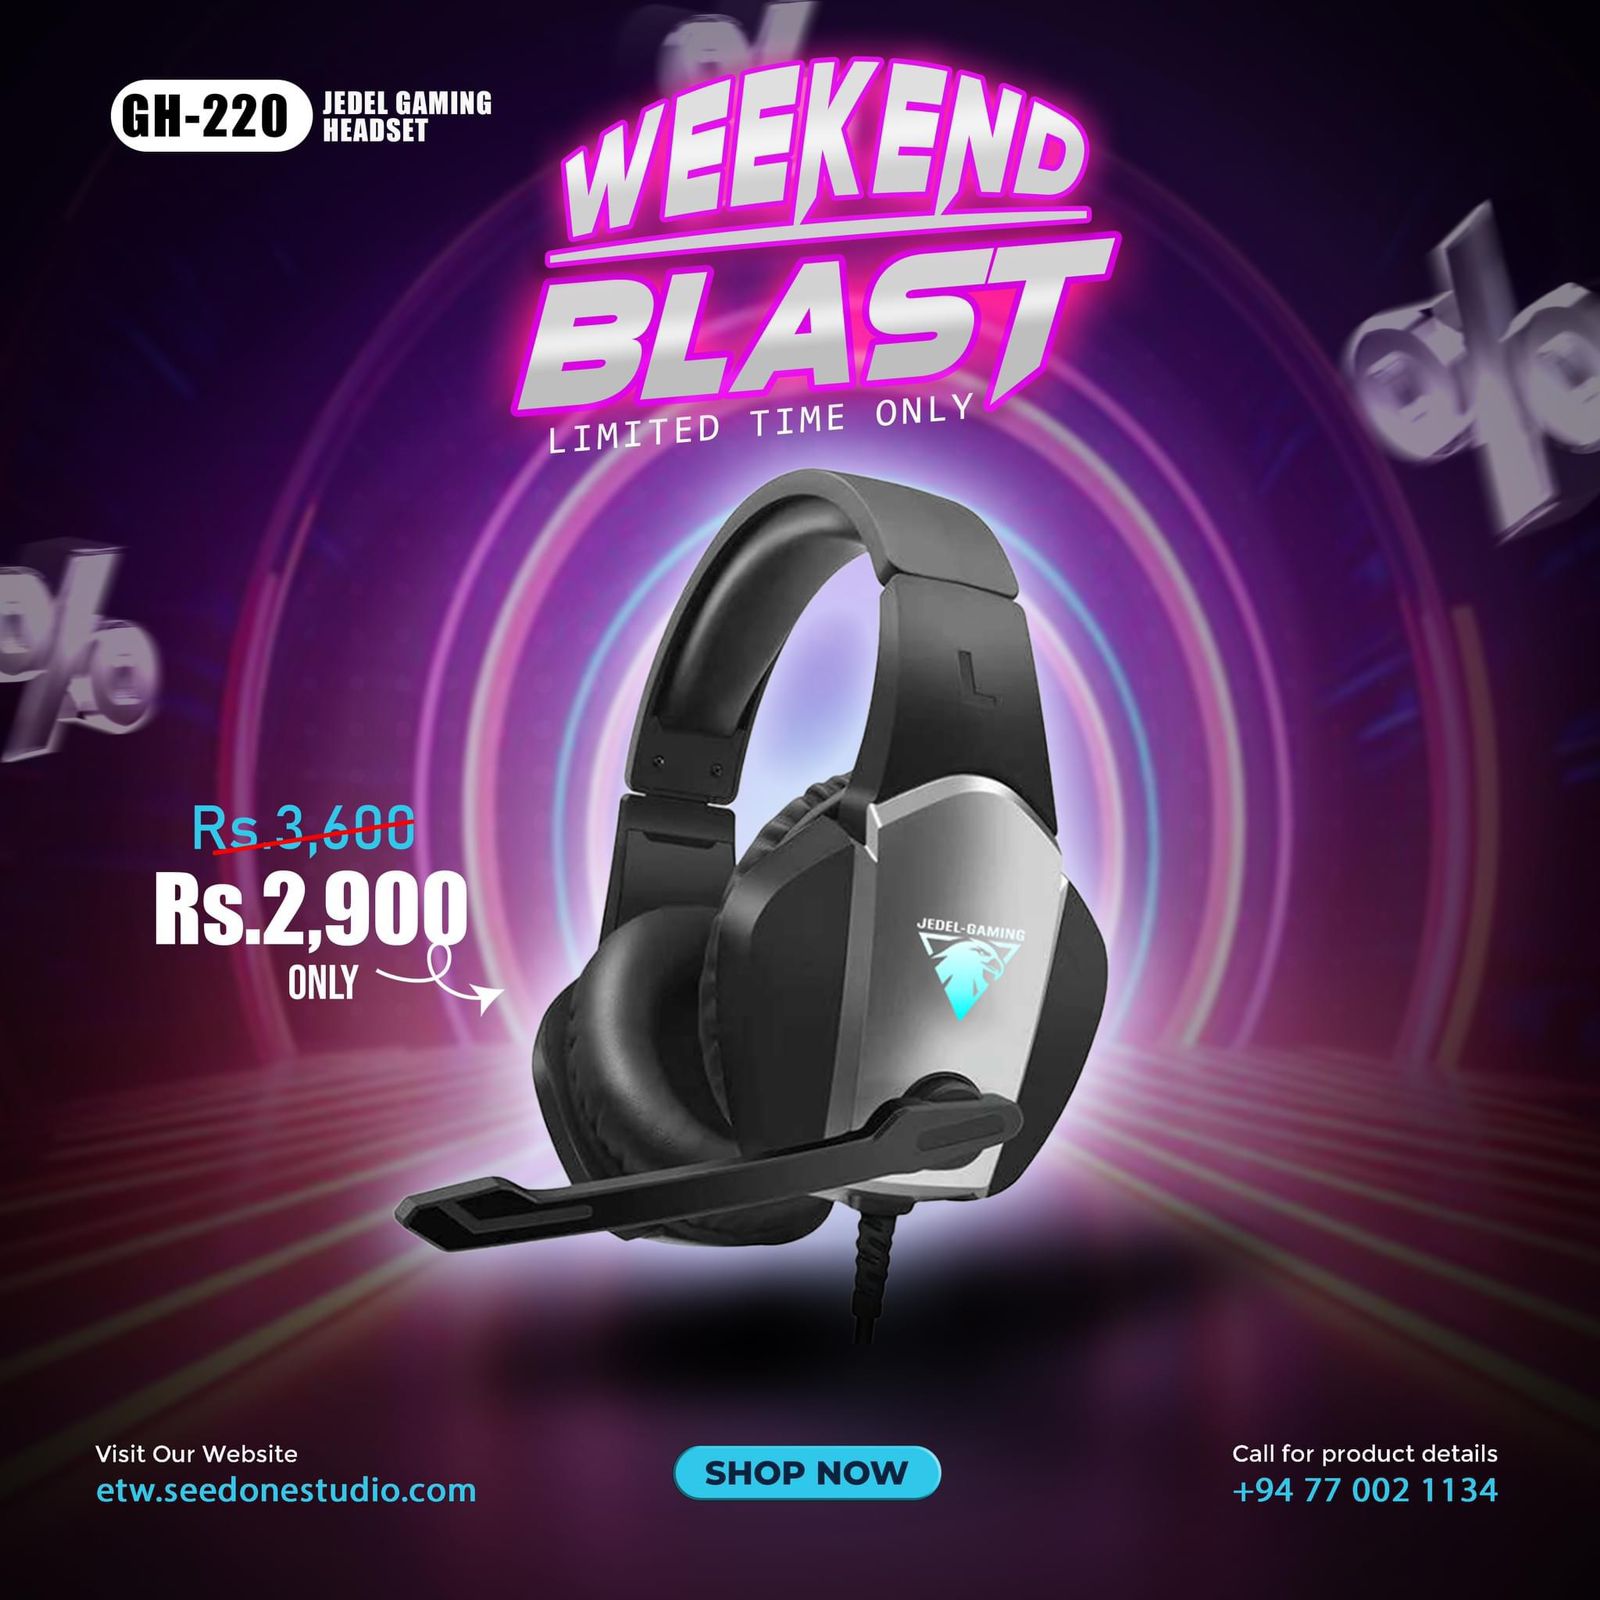 GH-220
JEDEL GAMING
HEADSET
WEEKEND
BLAST
LIMITED TIME ONLY
L
Rs.3,600
Rs.2,900
ONLY
JEDEL-GAMING
Visit Our Website
etw.seedonestudio.com
SHOP NOW
Call for product details
+94 77 002 1134
%
%
%